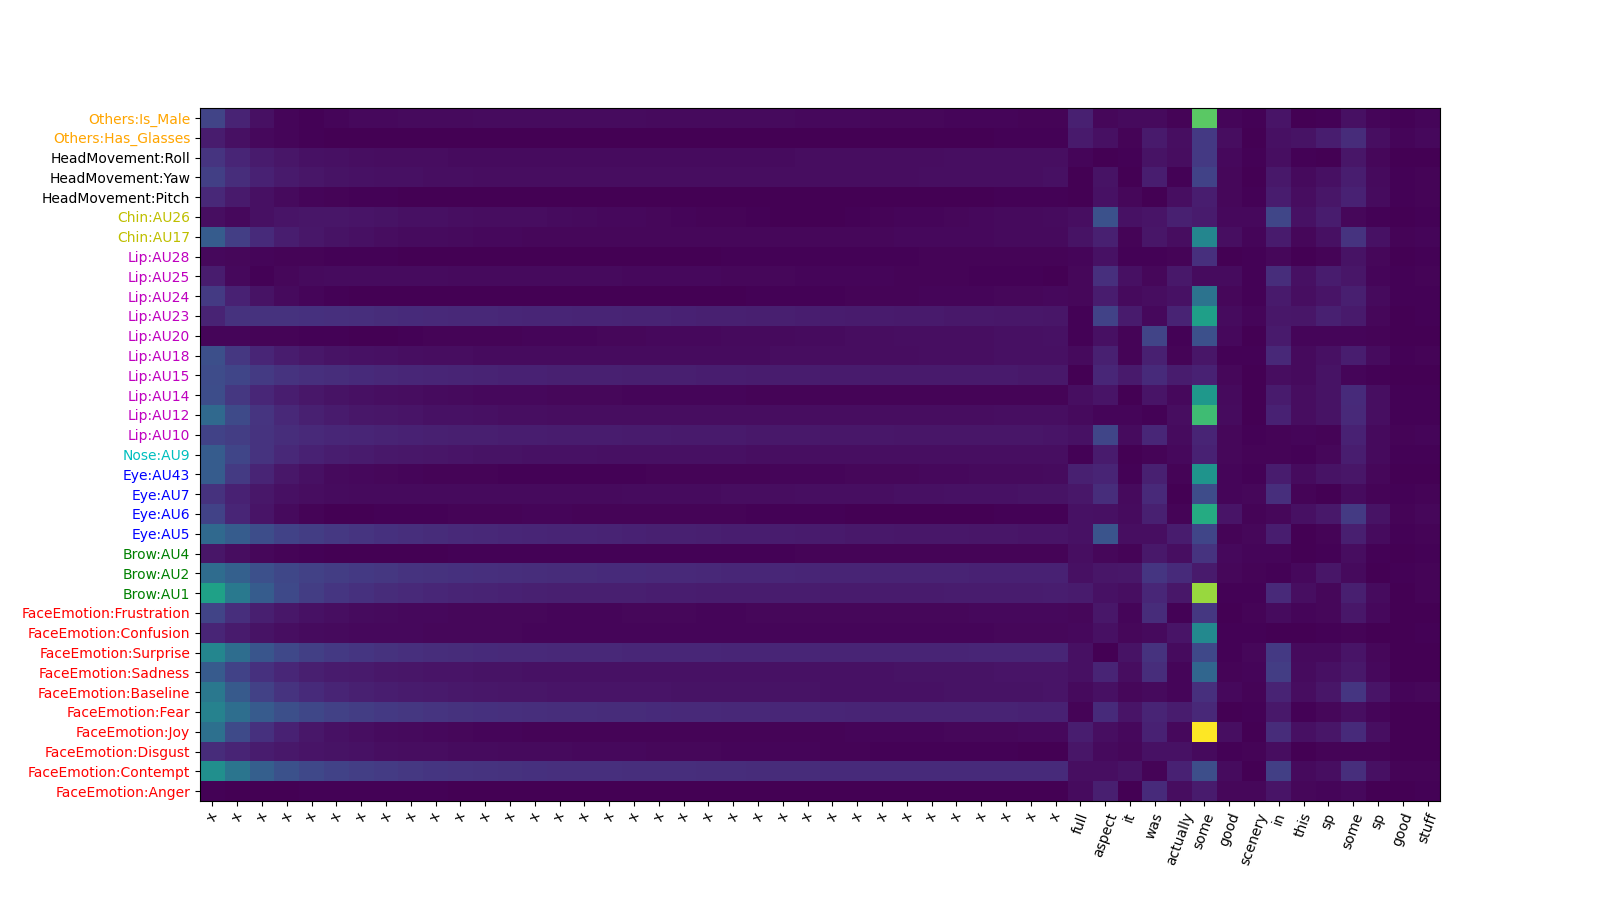 Others:Is_Male
Others:Has_Glasses
HeadMovement:Roll
HeadMovement:Yaw
HeadMovement:Pitch
Chin:AU26
Chin:AU17
Lip:AU28
Lip:AU25
Lip:AU24
Lip:AU23
Lip:AU20
Lip:AU18
Lip:AU15
Lip:AU14
Lip:AU12
Lip:AU10
Nose:AU9
Eye:AU43
Eye:AU7
Eye:AU6
Eye:AU5
Brow:AU4
Brow:AU2
Brow:AU1
FaceEmotion:Frustration
FaceEmotion:Confusion
FaceEmotion:Surprise
FaceEmotion:Sadness
FaceEmotion:Baseline
FaceEmotion:Fear
FaceEmotion:Joy
FaceEmotion:Disgust
FaceEmotion:Contempt
FaceEmotion:Anger
x x x x x x x x x x x x x x x x x x x x x x x x x x x x x x x x x x x full aspect it was actually some good scenery in this sp some sp good stuff